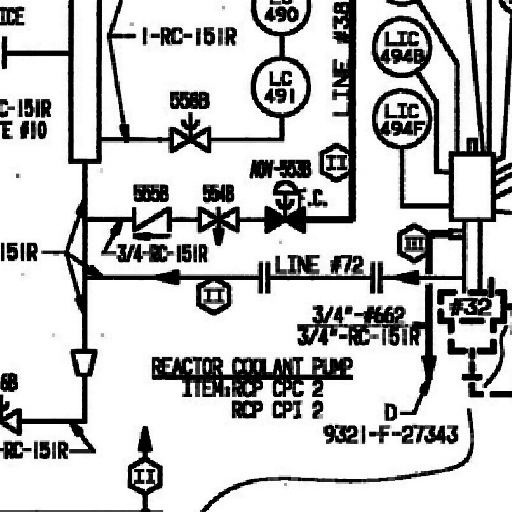 ICE
1-RC-151R
490
LINE #38
LIC
494B
LC
491
558B
C-151R
TE #10
LIC
494F
II
AOV-553B
F.C.
555B
554B
III
151R
3/4-RC-151R
LINE #72
II
#32
3/4"-#662
3/4"-RC-151R
REACTOR COOLANT PUMP
ITEM:RCP CPC 2
RCP CPI 2
6B
D
9321-F-27343
-RC-151R
II